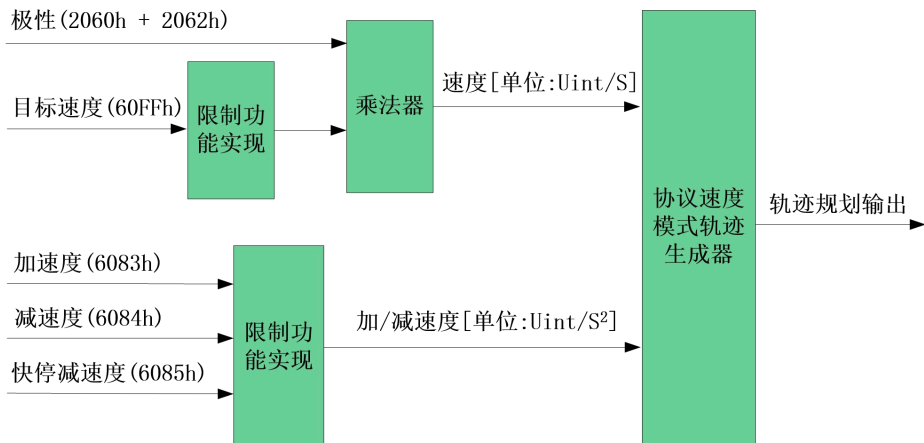 极性(2060h + 2062h)
目标速度(60FFh)
限制功
能实现
乘法器
速度[单位:Uint/S]
协议速度
模式轨迹
生成器
轨迹规划输出
加速度(6083h)
减速度(6084h)
快停减速度(6085h)
限制功
能实现
加/减速度[单位:Uint/S²]